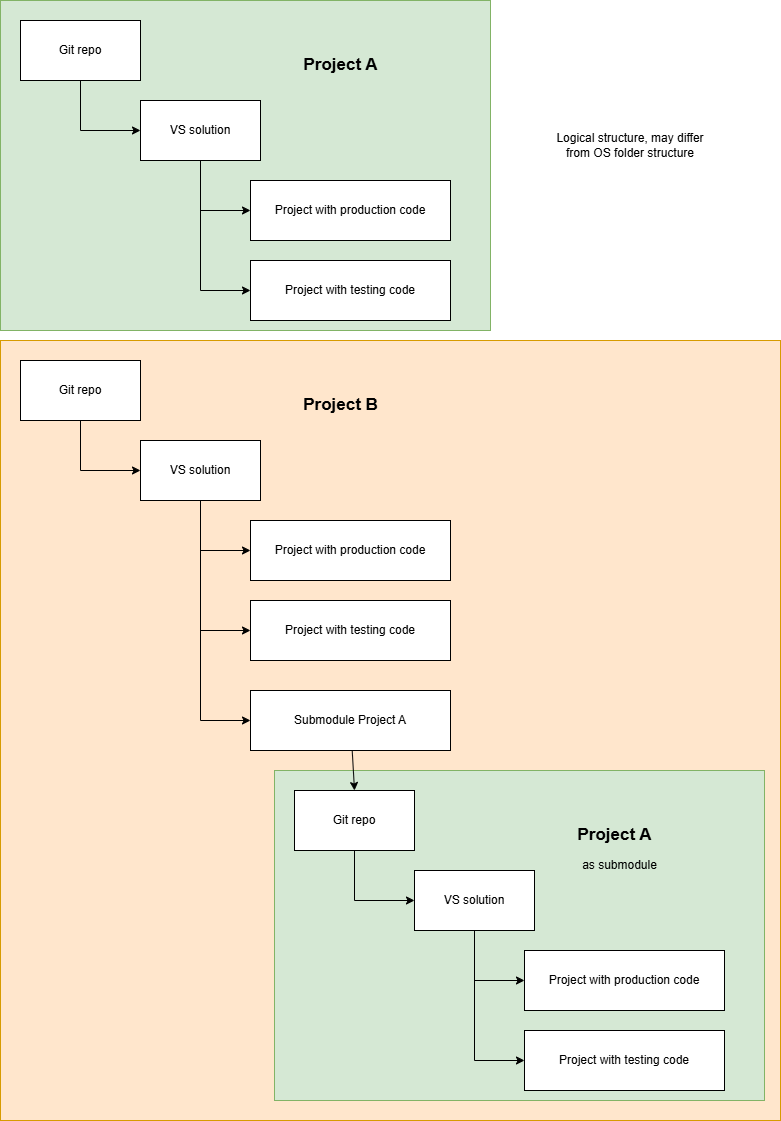 Git repo
Project A
VS solution
Logical structure, may differ
from OS folder structure
Project with production code
Project with testing code
Git repo
Project B
VS solution
Project with production code
Project with testing code
Submodule Project A
Git repo
Project A
as submodule
VS solution
Project with production code
Project with testing code